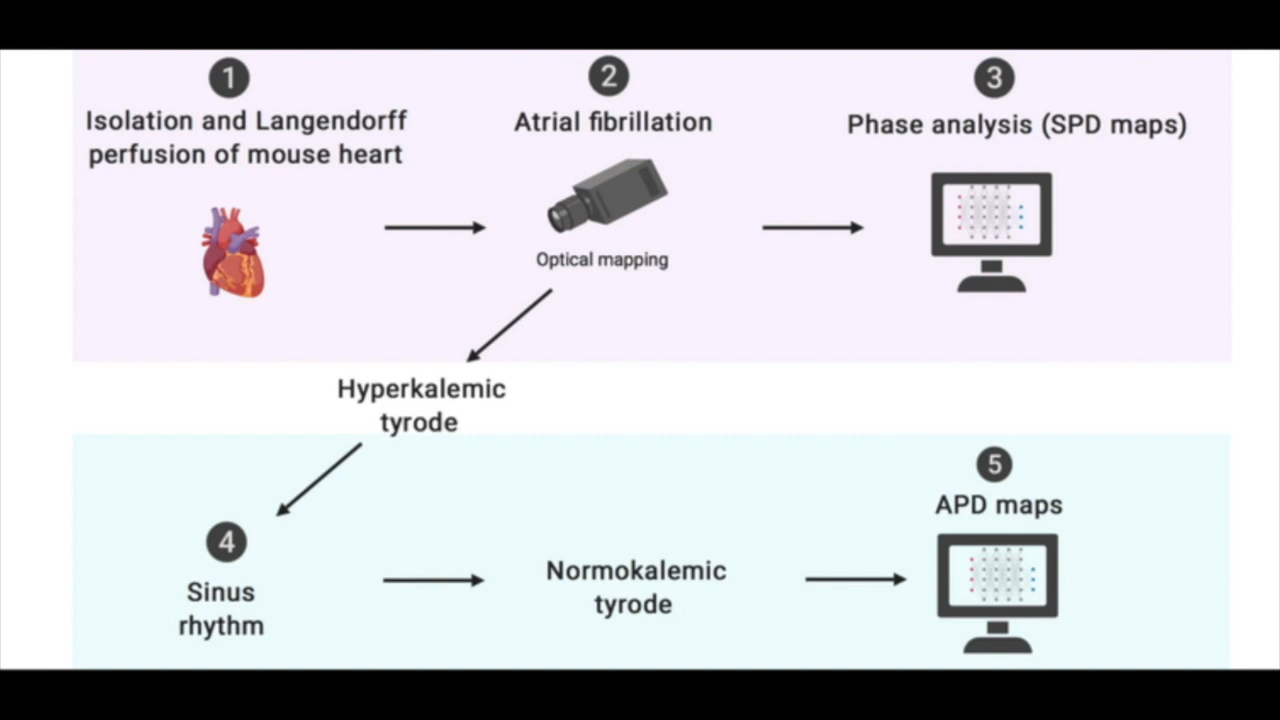 1
Isolation and Langendorff
perfusion of mouse heart
2
Atrial fibrillation
Optical mapping
3
Phase analysis (SPD maps)
Hyperkalemic
tyrode
4
Sinus
rhythm
Normokalemic
tyrode
5
APD maps